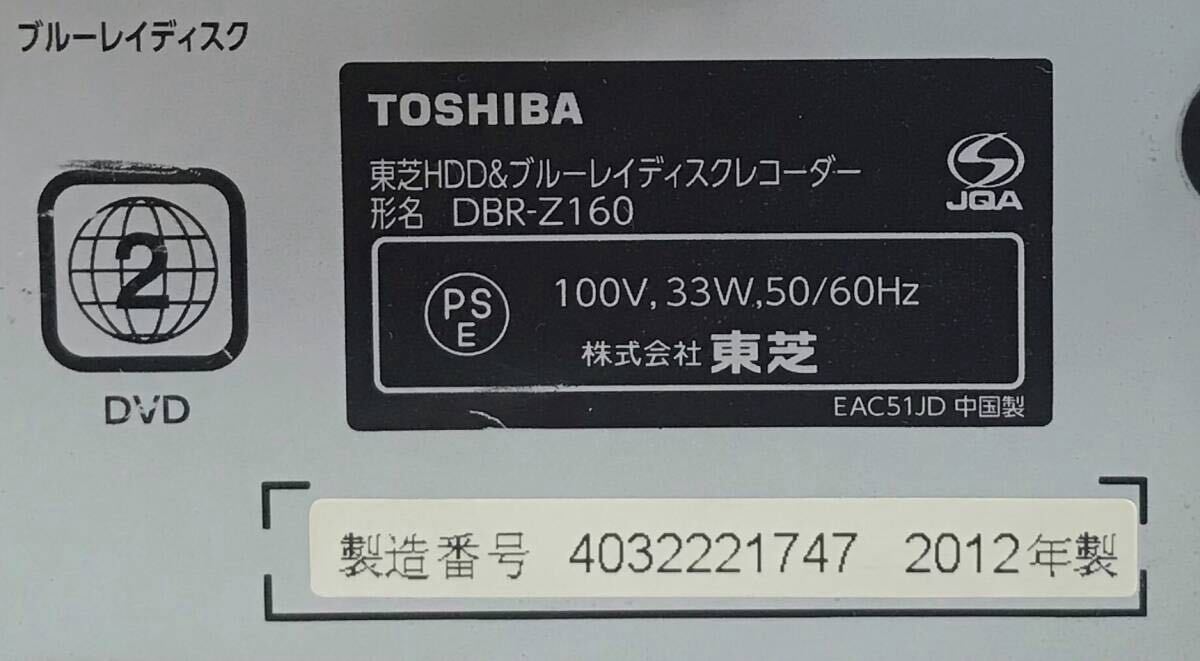 ブルーレイディスク
TOSHIBA
東芝HDD&ブルーレイディスクレコーダー
形名 DBR-Z160
JQA
PS
E
100V, 33W,50/60Hz
株式会社 東芝
EAC51JD 中国製
2
DVD
製造番号 4032221747 2012年製